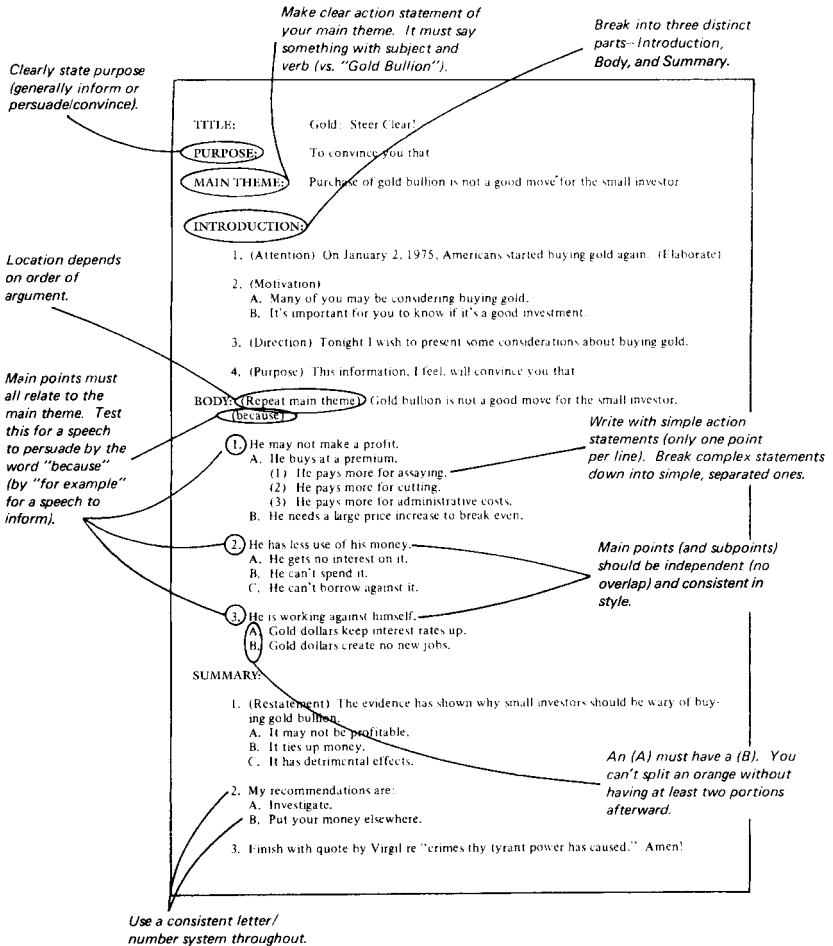 Make clear action statement of
your main theme. It must say
something with subject and
verb (vs. "Gold Bullion").
Break into three distinct
parts--Introduction,
Body, and Summary.
Clearly state purpose
(generally inform or
persuade/convince).
TITLE: Gold: Steer Clear!
PURPOSE: To convince you that
MAIN THEME: Purchase of gold bullion is not a good move for the small investor
INTRODUCTION:
Location depends
on order of
argument.
1. (Attention) On January 2, 1975, Americans started buying gold again. (Elaborate)
2. (Motivation)
A. Many of you may be considering buying gold.
B. It's important for you to know if it's a good investment.
3. (Direction) Tonight I wish to present some considerations about buying gold.
4. (Purpose) This information, I feel, will convince you that
Main points must
all relate to the
main theme. Test
this for a speech
to persuade by the
word "because"
(by "for example"
for a speech to
inform).
BODY: (Repeat main theme) Gold bullion is not a good move for the small investor.
(because)
1. He may not make a profit.
A. He buys at a premium.
(1) He pays more for assaying.
(2) He pays more for cutting.
(3) He pays more for administrative costs.
B. He needs a large price increase to break even.
Write with simple action
statements (only one point
per line). Break complex statements
down into simple, separated ones.
2. He has less use of his money.
A. He gets no interest on it.
B. He can't spend it.
C. He can't borrow against it.
Main points (and subpoints)
should be independent (no
overlap) and consistent in
style.
3. He is working against himself.
A. Gold dollars keep interest rates up.
B. Gold dollars create no new jobs.
SUMMARY:
1. (Restatement) The evidence has shown why small investors should be wary of buy-
ing gold bullion.
A. It may not be profitable.
B. It ties up money.
C. It has detrimental effects.
An (A) must have a (B). You
can't split an orange without
having at least two portions
afterward.
2. My recommendations are:
A. Investigate.
B. Put your money elsewhere.
3. Finish with quote by Virgil re "crimes thy tyrant power has caused." Amen!
Use a consistent letter/
number system throughout.